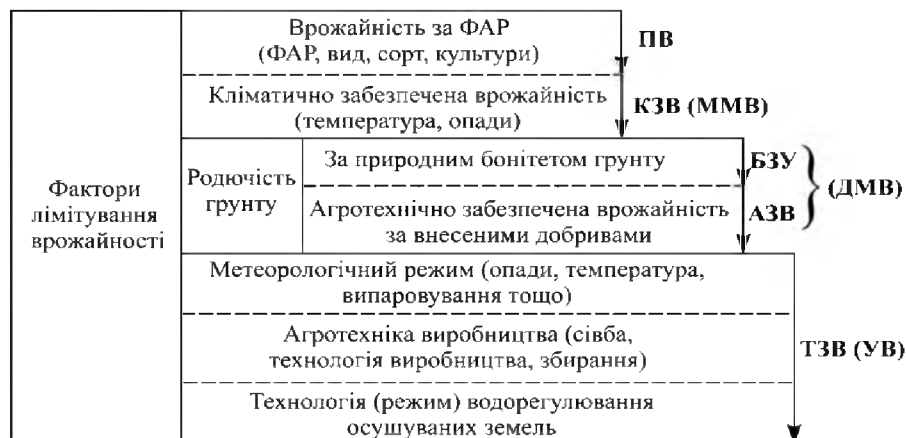 Врожайність за ФАР
(ФАР, вид, сорт, культури)
ПВ
Кліматично забезпечена врожайність
(температура, опади)
КЗВ (ММВ)
Фактори
лімітування
врожайності
Родючість
грунту
За природним бонітетом грунту
БЗУ
Агротехнічно забезпечена врожайність
за внесеними добривами
АЗВ
(ДМВ)
Метеорологічний режим (опади, температура,
випаровування тощо)
Агротехніка виробництва (сівба,
технологія виробництва, збирання)
ТЗВ (УВ)
Технологія (режим) водорегулювання
осушуваних земель